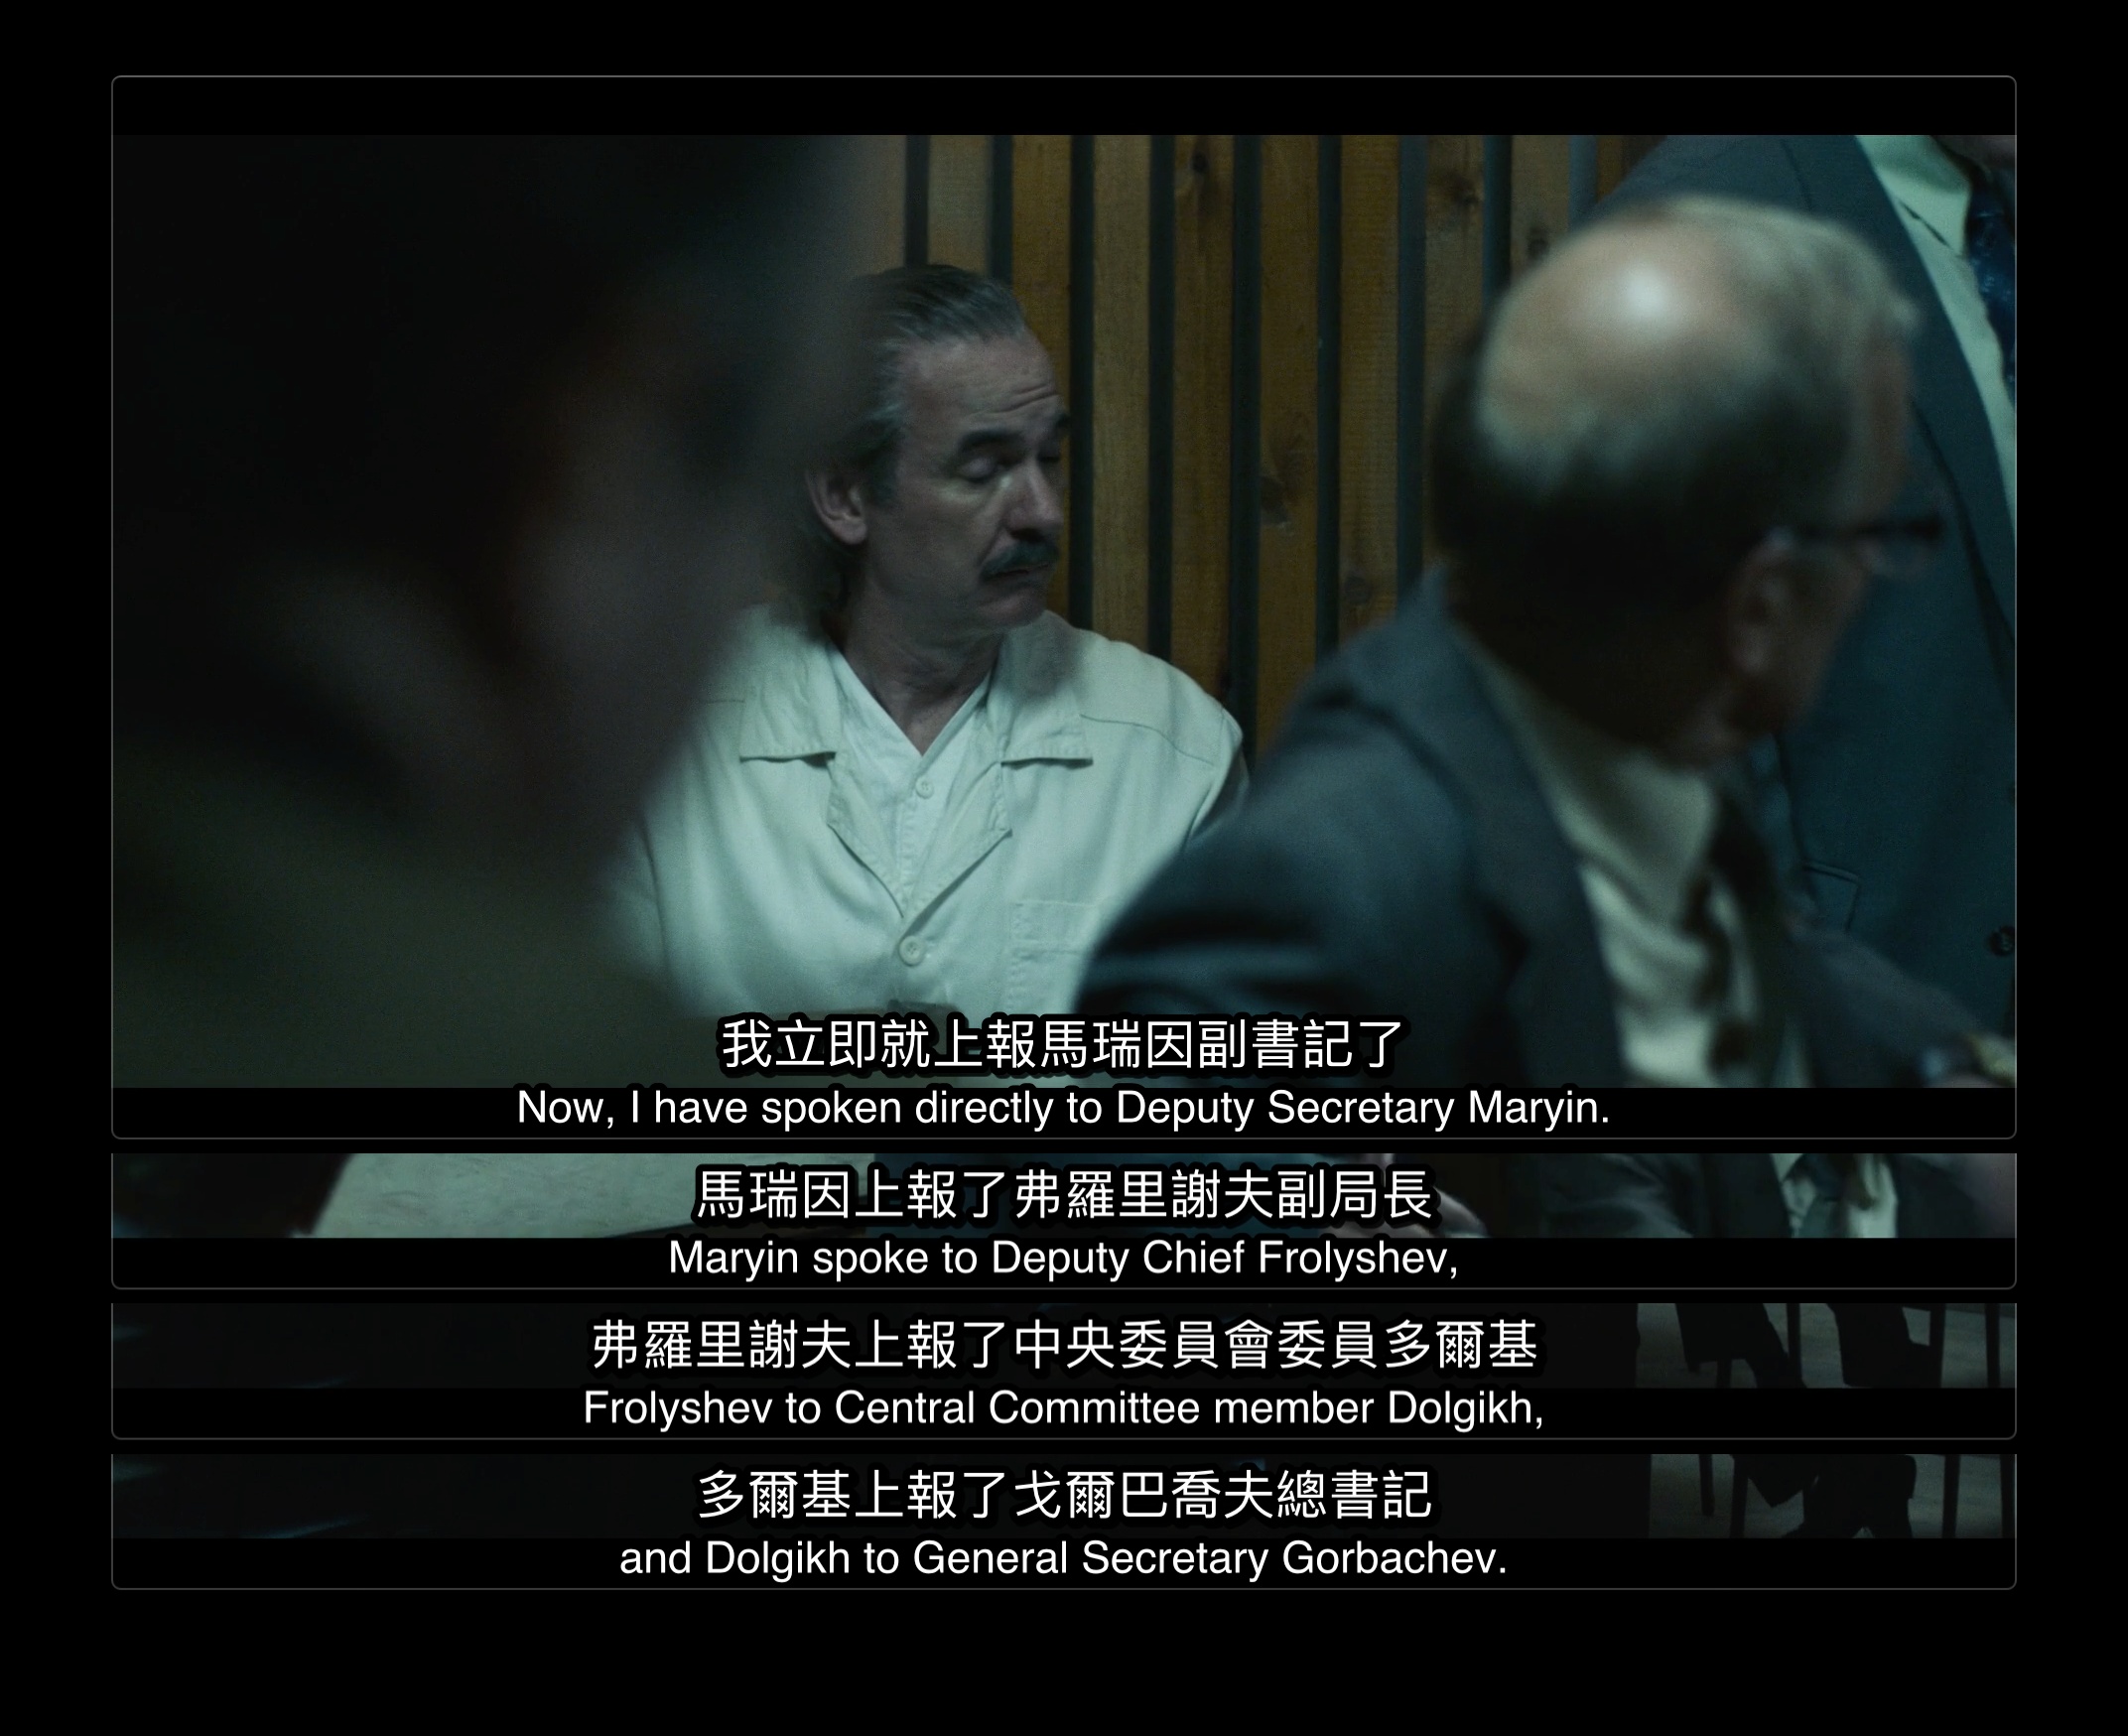 我立即就上報馬瑞因副書記了
Now, I have spoken directly to Deputy Secretary Maryin.
馬瑞因上報了弗羅里謝夫副局長
Maryin spoke to Deputy Chief Frolyshev,
弗羅里謝夫上報了中央委員會委員多爾基
Frolyshev to Central Committee member Dolgikh,
多爾基上報了戈爾巴喬夫總書記
and Dolgikh to General Secretary Gorbachev.